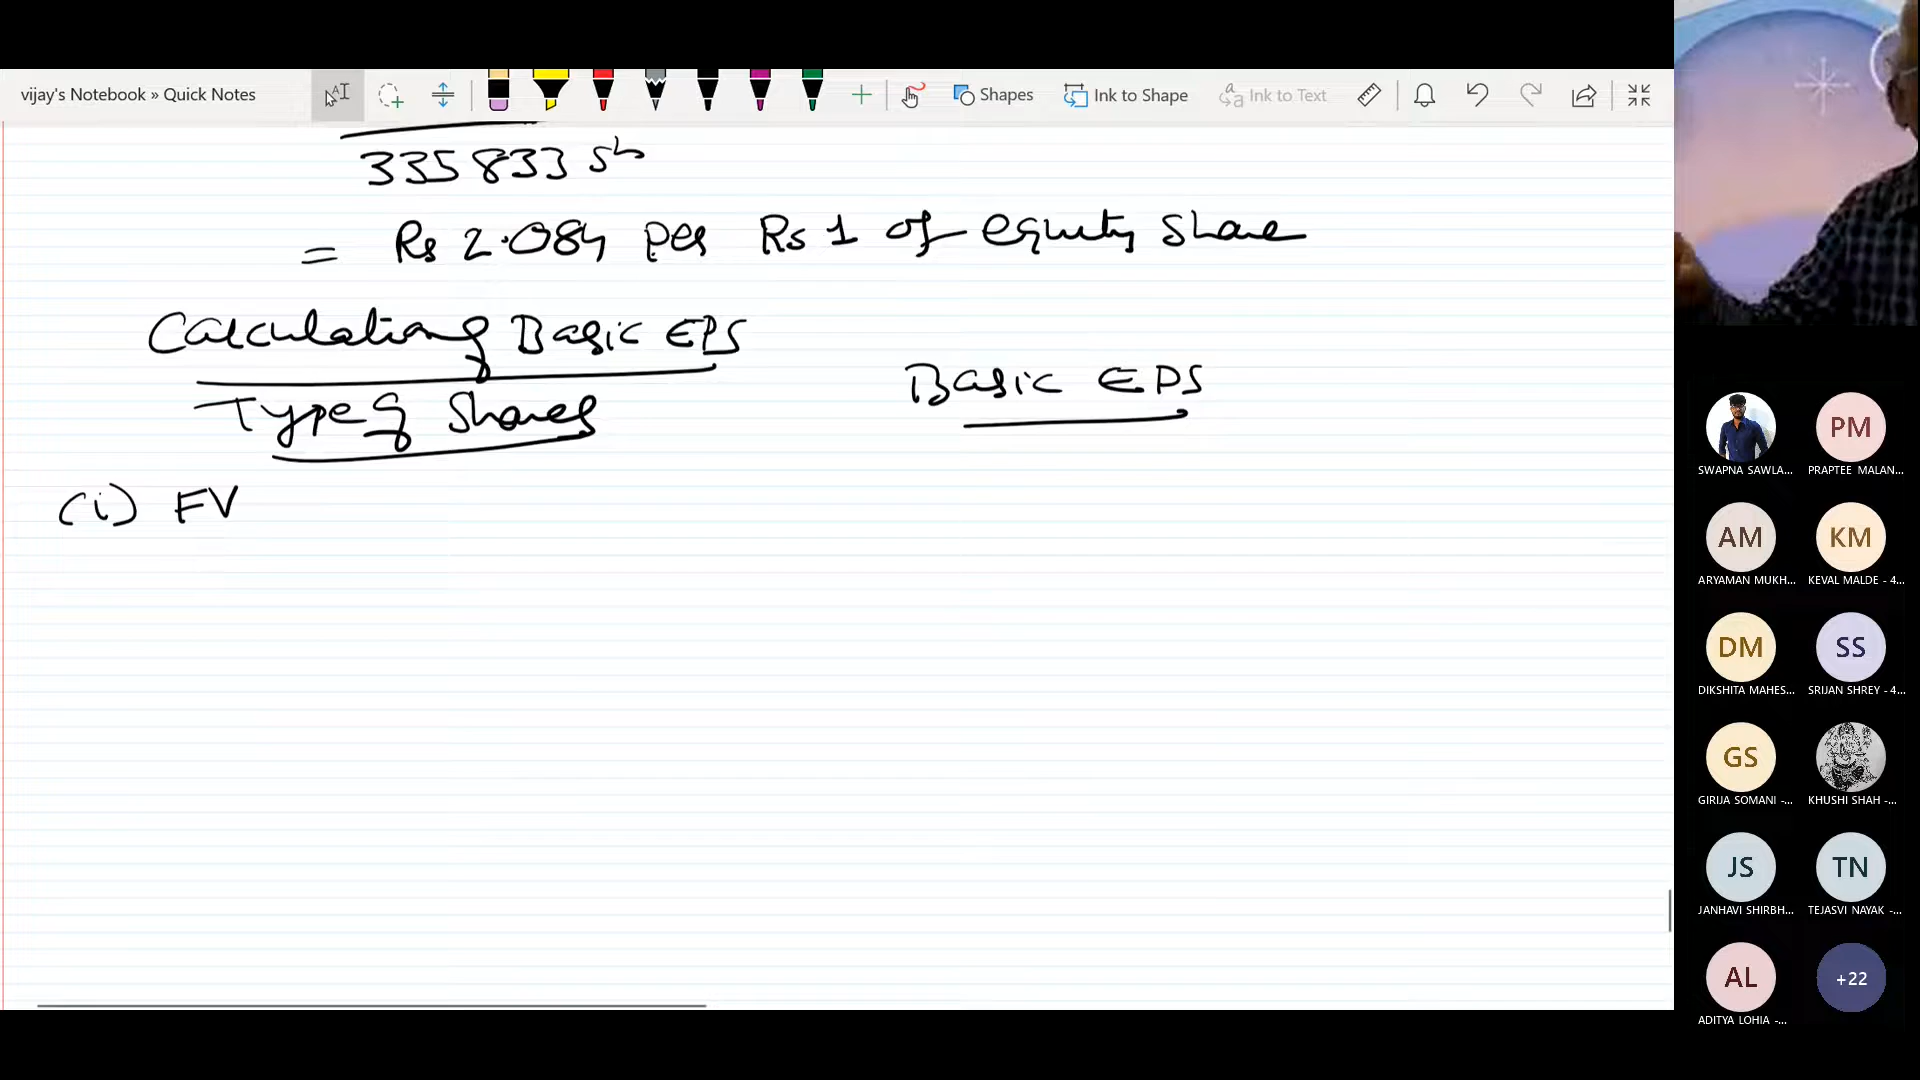 vijay's Notebook » Quick Notes
Shapes
Ink to Shape
Ink to Text
335833 sh
= Rs 2.084 per Rs 1 of equity share
Calculation of Basic EPS
Type of Shares
Basic EPS
(i) FV
SWAPNA SAWLA...
PM
PRAPTEE MALAN...
AM
ARYAMAN MUKH...
KM
KEVAL MALDE - 4...
DM
DIKSHITA MAHES...
SS
SRIJAN SHREY - 4...
GS
GIRIJA SOMANI -...
KHUSHI SHAH -...
JS
JANHAVI SHIRBH...
TN
TEJASVI NAYAK -...
AL
ADITYA LOHIA -...
+22